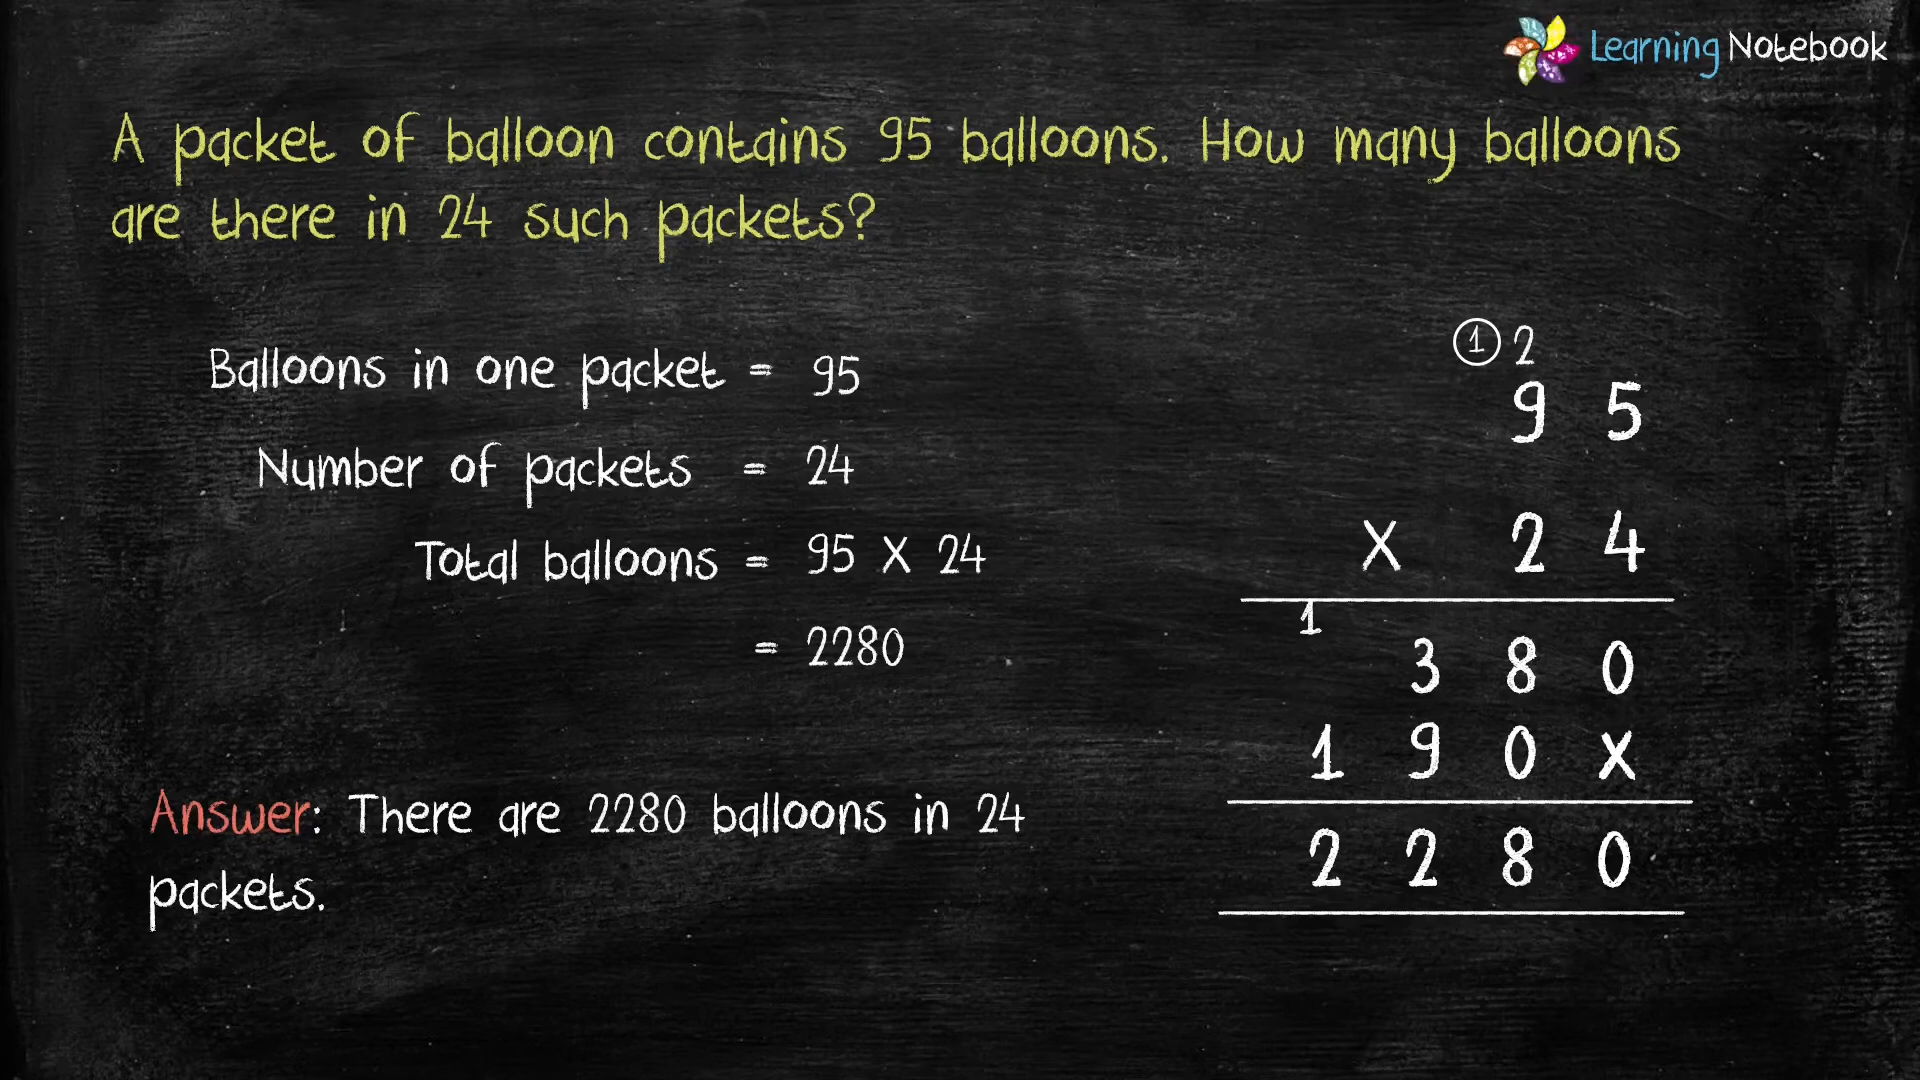 Learning Notebook
A packet of balloon contains 95 balloons. How many balloons
are there in 24 such packets?
Balloons in one packet = 95
Number of packets = 24
Total balloons = 95 X 24
= 2280
Answer: There are 2280 balloons in 24
packets.
1 2
9 5
X 2 4
1
3 8 0
1 9 0 X
2 2 8 0